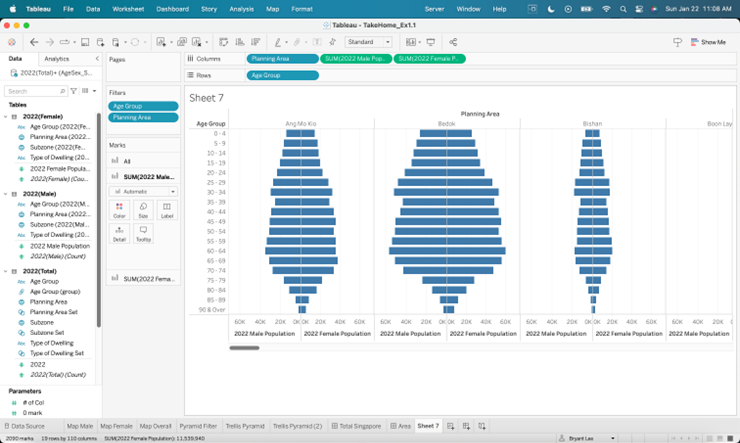 Tableau File Data Worksheet Dashboard Story Analysis Map Format Server Window Help Sun Jan 22 11:08 AM
Tableau - TakeHome_Ex1.1
Standard Show Me
Data Analytics Pages Columns Planning Area SUM(2022 Male Pop.. SUM(2022 Female P..
2022(Total)+ (AgeSex_S... Rows Age Group
Search Filters Sheet 7
Tables Age Group
2022(Female) Planning Area
Age Group (2022(Fe...
Planning Area (2022...
Subzone (2022(Fem...
Type of Dwelling (20...
2022 Female Popula...
2022(Female) (Cou...
2022(Male)
Age Group (2022(M...
Planning Area (2022...
Subzone (2022(Mal...
Type of Dwelling (20...
2022 Male Population
2022(Male) (Count)
2022(Total)
Age Group
Age Group (group)
Planning Area
Planning Area Set
Subzone
Subzone Set
Type of Dwelling
Type of Dwelling Set
2022
2022(Total) (Count)
Parameters
# of Col
0 mark
Marks
All
SUM(2022 Male...
Automatic
Color Size Label
Detail Tooltip
SUM(2022 Fema...
Planning Area
Age Group Ang Mo Kio Bedok Bishan Boon Lay
0 - 4
5 - 9
10 - 14
15 - 19
20 - 24
25 - 29
30 - 34
35 - 39
40 - 44
45 - 49
50 - 54
55 - 59
60 - 64
65 - 69
70 - 74
75 - 79
80 - 84
85 - 89
90 & Over
60K 40K 20K 0K 0K 20K 40K 60K 60K 40K 20K 0K 0K 20K 40K 60K 60K 40K 20K 0K 0K 20K 40K 60K 60K 40K 20K 0K
2022 Male Population 2022 Female Population 2022 Male Population 2022 Female Population 2022 Male Population 2022 Female Population 2022 Male Population
Data Source Map Male Map Female Map Overall Pyramid Filter Trellis Pyramid Trellis Pyramid (2) Total Singapore Area Sheet 7
2090 marks 19 rows by 110 columns SUM(2022 Female Population): 11,539,940 Bryant Lee